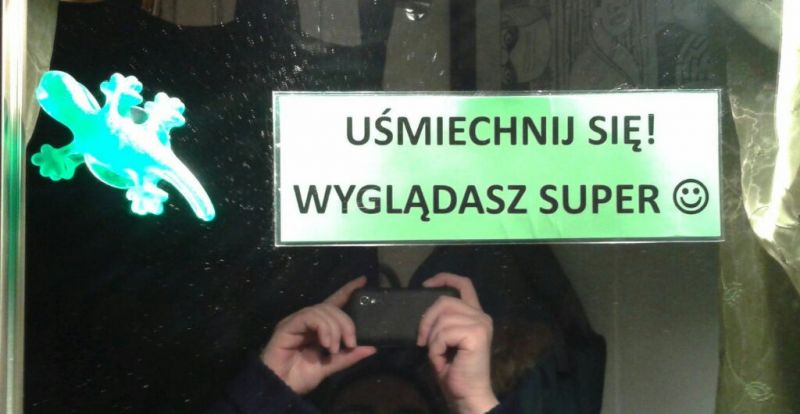 UŚMIECHNIJ SIĘ!
WYGLĄDASZ SUPER ☺